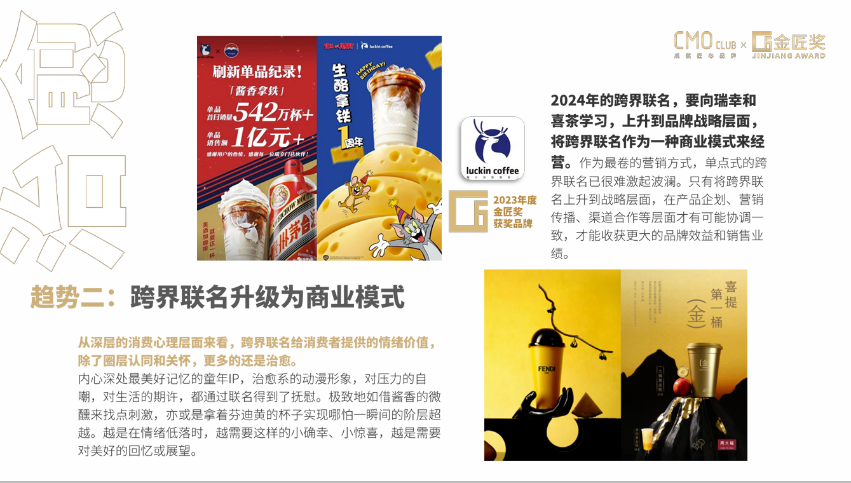 治愈
CMO CLUB × 金匠奖
JINJIANG AWARD
luckin coffee
刷新单品纪录！
「酱香拿铁」
单品
首日销量 542万杯+
单品
销售额 1亿元+
美酒加咖啡
就爱这一杯
luckin coffee
HAPPY BIRTHDAY!
生酪拿铁
1周年
luckin coffee
2023年度
金匠奖
获奖品牌
2024年的跨界联名，要向瑞幸和
喜茶学习，上升到品牌战略层面，
将跨界联名作为一种商业模式来经
营。作为最卷的营销方式，单点式的跨
界联名已很难激起波澜。只有将跨界联
名上升到战略层面，在产品企划、营销
传播、渠道合作等层面才有可能协调一
致，才能收获更大的品牌效益和销售业
绩。
趋势二：跨界联名升级为商业模式
从深层的消费心理层面来看，跨界联名给消费者提供的情绪价值，
除了圈层认同和关怀，更多的还是治愈。
内心深处最美好记忆的童年IP，治愈系的动漫形象，对压力的自
嘲，对生活的期许，都通过联名得到了抚慰。极致地如借酱香的微
醺来找点刺激，亦或是拿着芬迪黄的杯子实现哪怕一瞬间的阶层超
越。越是在情绪低落时，越需要这样的小确幸、小惊喜，越是需要
对美好的回忆或展望。
FENDI
喜提
第一桶
（金）
周大福